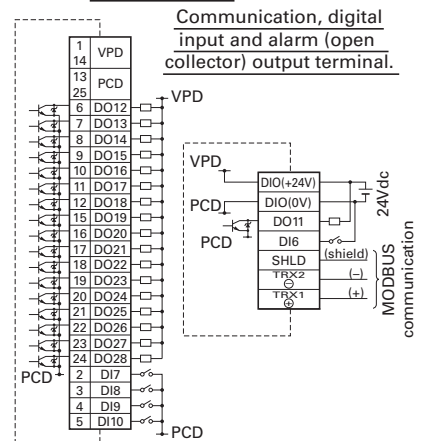 Communication, digital
input and alarm (open
collector) output terminal.
1
14
VPD
13
25
PCD
VPD
6 DO12
7 DO13
8 DO14
9 DO15
10 DO16
11 DO17
12 DO18
15 DO19
16 DO20
17 DO21
18 DO22
19 DO23
20 DO24
21 DO25
22 DO26
23 DO27
24 DO28
PCD
2 DI7
3 DI8
4 DI9
5 DI10
PCD
VPD
DIO(+24V)
PCD
DIO(0V)
24Vdc
DO11
PCD
DI6
SHLD (shield)
TRX2
⊖ (−)
TRX1
⊕ (+)
MODBUS
communication